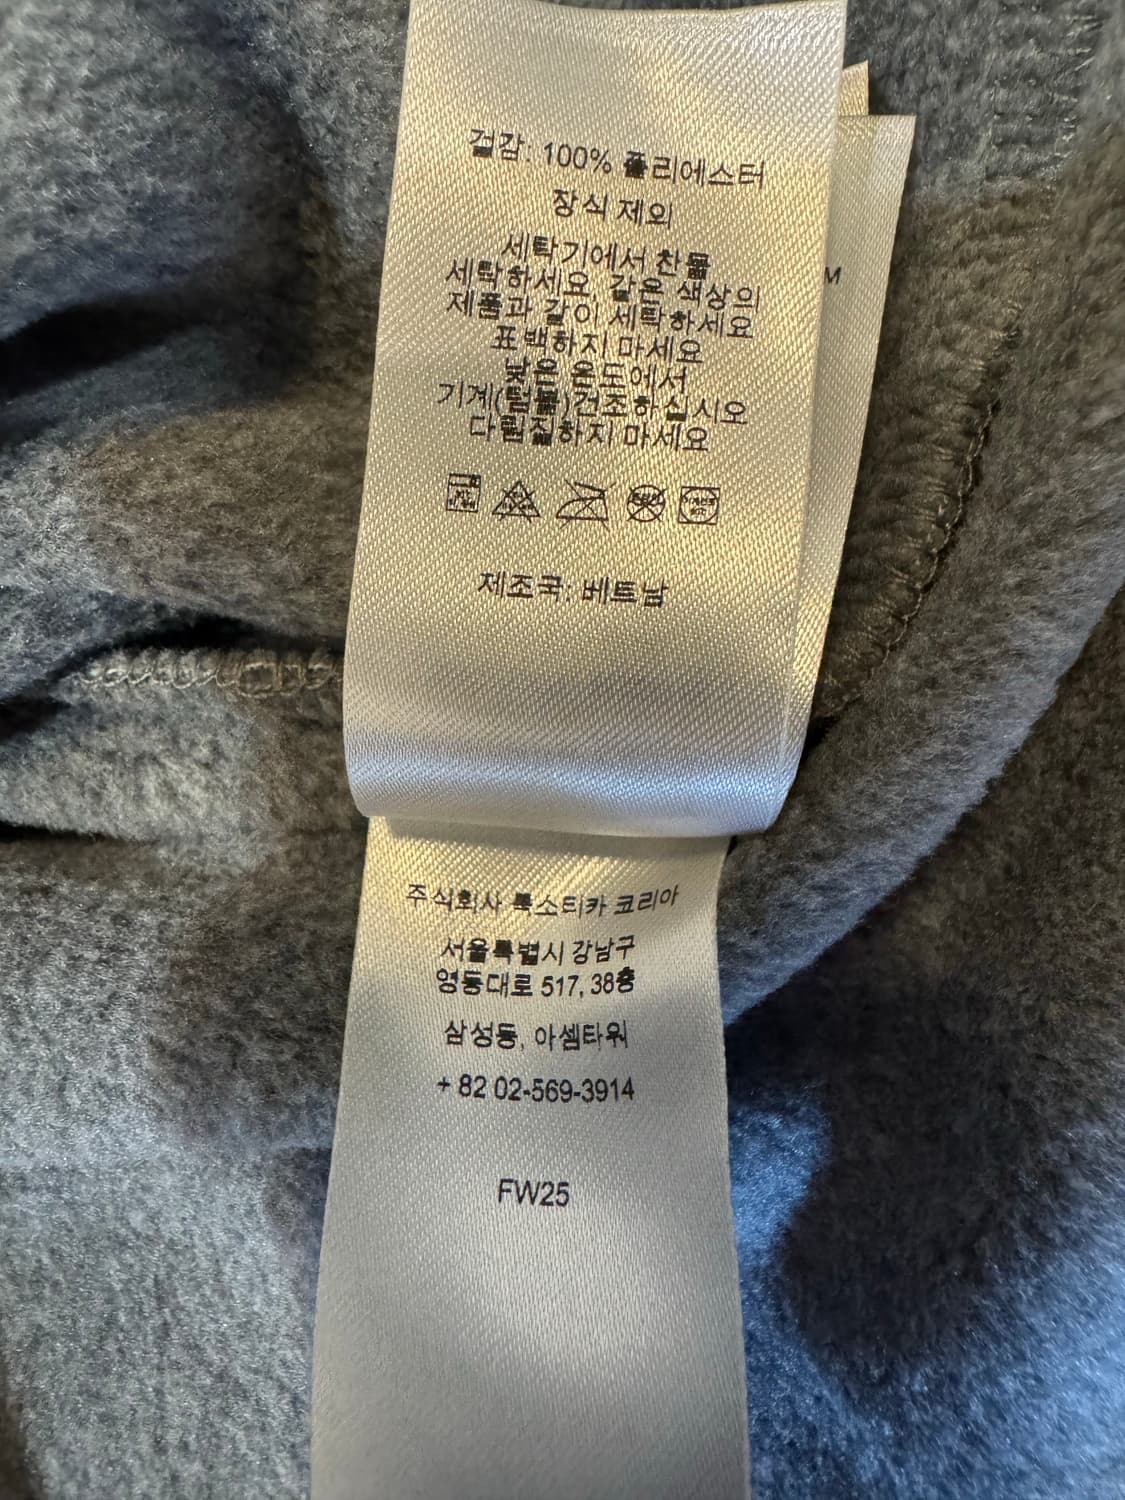 겉감: 100% 폴리에스터
장식 제외
세탁기에서 찬물
세탁하세요. 같은 색상의
제품과 같이 세탁하세요
표백하지 마세요
낮은 온도에서
기계(텀블)건조하십시오
다림질하지 마세요
제조국: 베트남
M
주식회사 록소티카 코리아
서울특별시 강남구
영동대로 517, 38층
삼성동, 아셈타워
+ 82 02-569-3914
FW25